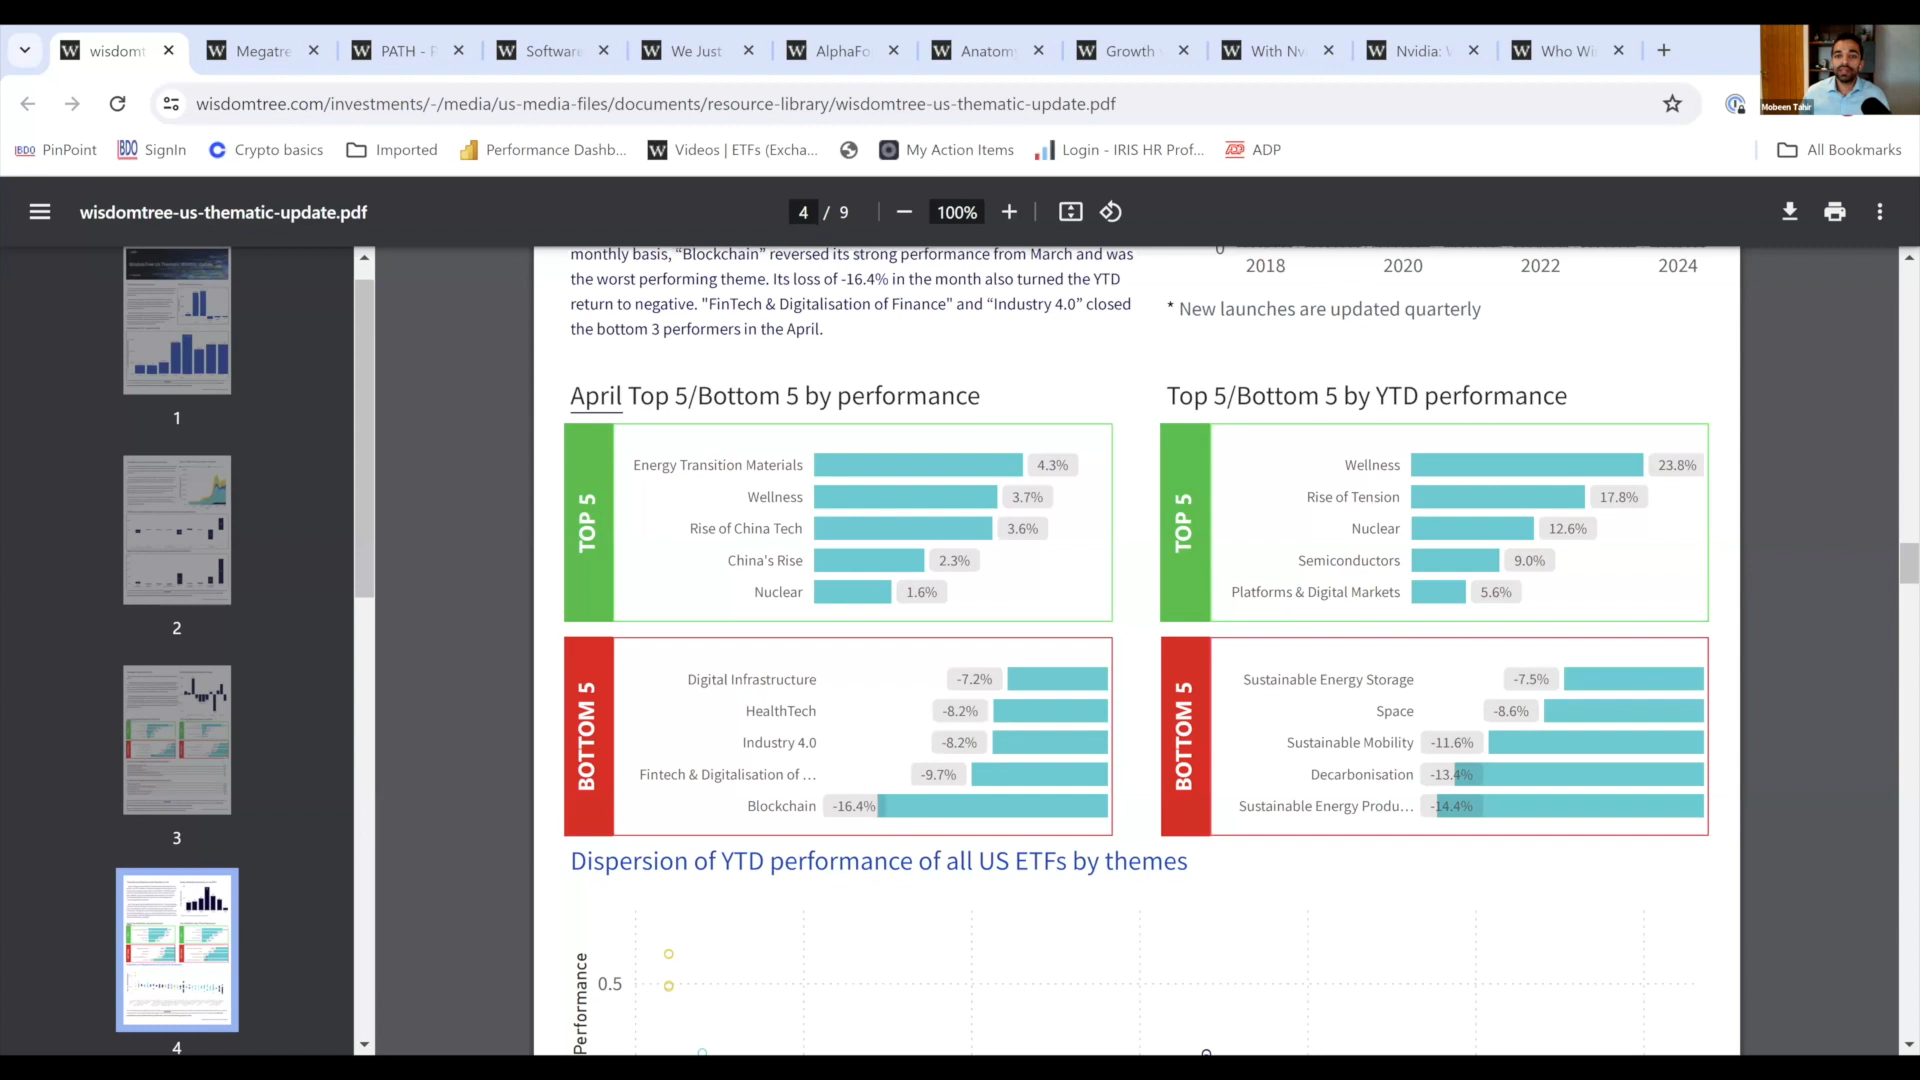 wisdomt
Megatre
PATH - P
Software
We Just
AlphaFo
Anatom
Growth
With Nv
Nvidia:
Who Wi
wisdomtree.com/investments/-/media/us-media-files/documents/resource-library/wisdomtree-us-thematic-update.pdf
Mobeen Tahir
BDO PinPoint
BDO SignIn
Crypto basics
Imported
Performance Dashb...
W Videos | ETFs (Excha...
My Action Items
Login - IRIS HR Prof...
ADP
All Bookmarks
wisdomtree-us-thematic-update.pdf
4 / 9
100%
1
2
3
4
monthly basis, “Blockchain” reversed its strong performance from March and was
the worst performing theme. Its loss of -16.4% in the month also turned the YTD
return to negative. "FinTech & Digitalisation of Finance" and “Industry 4.0” closed
the bottom 3 performers in the April.
0
2018 2020 2022 2024
* New launches are updated quarterly
April Top 5/Bottom 5 by performance
TOP 5
Energy Transition Materials 4.3%
Wellness 3.7%
Rise of China Tech 3.6%
China's Rise 2.3%
Nuclear 1.6%
BOTTOM 5
Digital Infrastructure -7.2%
HealthTech -8.2%
Industry 4.0 -8.2%
Fintech & Digitalisation of ... -9.7%
Blockchain -16.4%
Top 5/Bottom 5 by YTD performance
TOP 5
Wellness 23.8%
Rise of Tension 17.8%
Nuclear 12.6%
Semiconductors 9.0%
Platforms & Digital Markets 5.6%
BOTTOM 5
Sustainable Energy Storage -7.5%
Space -8.6%
Sustainable Mobility -11.6%
Decarbonisation -13.4%
Sustainable Energy Produ... -14.4%
Dispersion of YTD performance of all US ETFs by themes
Performance
0.5